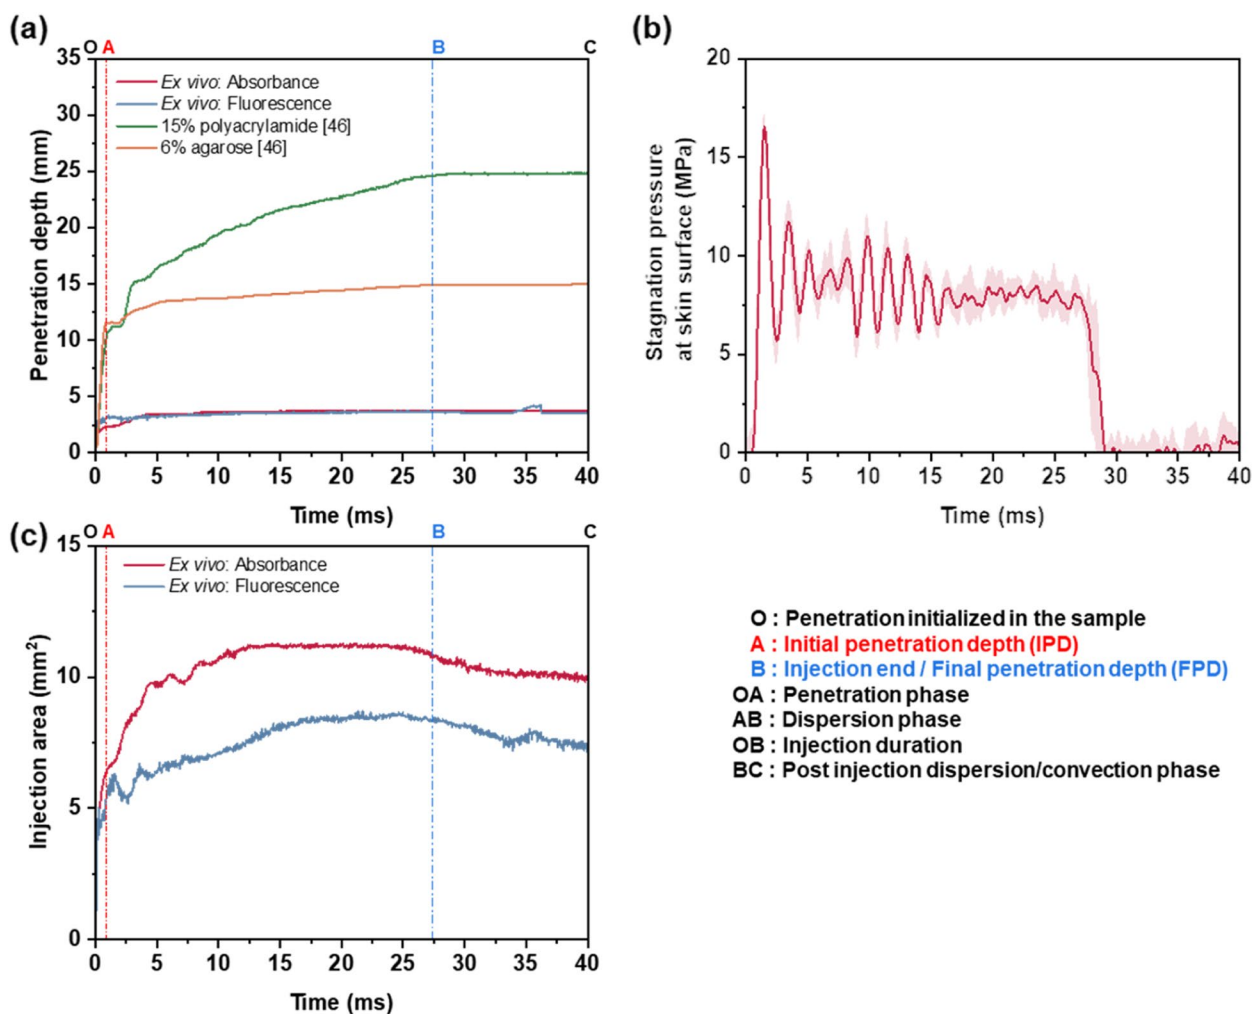 (a)
O A B C
35
30
25
20
15
10
5
0
Penetration depth (mm)
Ex vivo: Absorbance
Ex vivo: Fluorescence
15% polyacrylamide [46]
6% agarose [46]
0 5 10 15 20 25 30 35 40
Time (ms)
(b)
20
15
10
5
0
Stagnation pressure
at skin surface (MPa)
0 5 10 15 20 25 30 35 40
Time (ms)
(c)
O A B C
15
10
5
0
Injection area (mm²)
Ex vivo: Absorbance
Ex vivo: Fluorescence
0 5 10 15 20 25 30 35 40
Time (ms)
O : Penetration initialized in the sample
A : Initial penetration depth (IPD)
B : Injection end / Final penetration depth (FPD)
OA : Penetration phase
AB : Dispersion phase
OB : Injection duration
BC : Post injection dispersion/convection phase